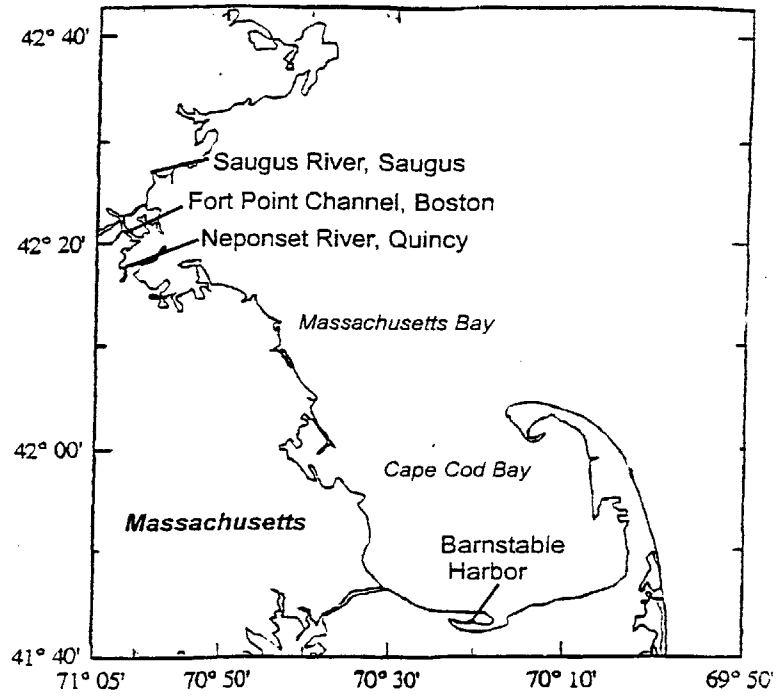 42° 40'
Saugus River, Saugus
Fort Point Channel, Boston
42° 20'
Neponset River, Quincy
Massachusetts Bay
42° 00'
Cape Cod Bay
Massachusetts
Barnstable
Harbor
41° 40'
71° 05' 70° 50' 70° 30' 70° 10' 69° 50'